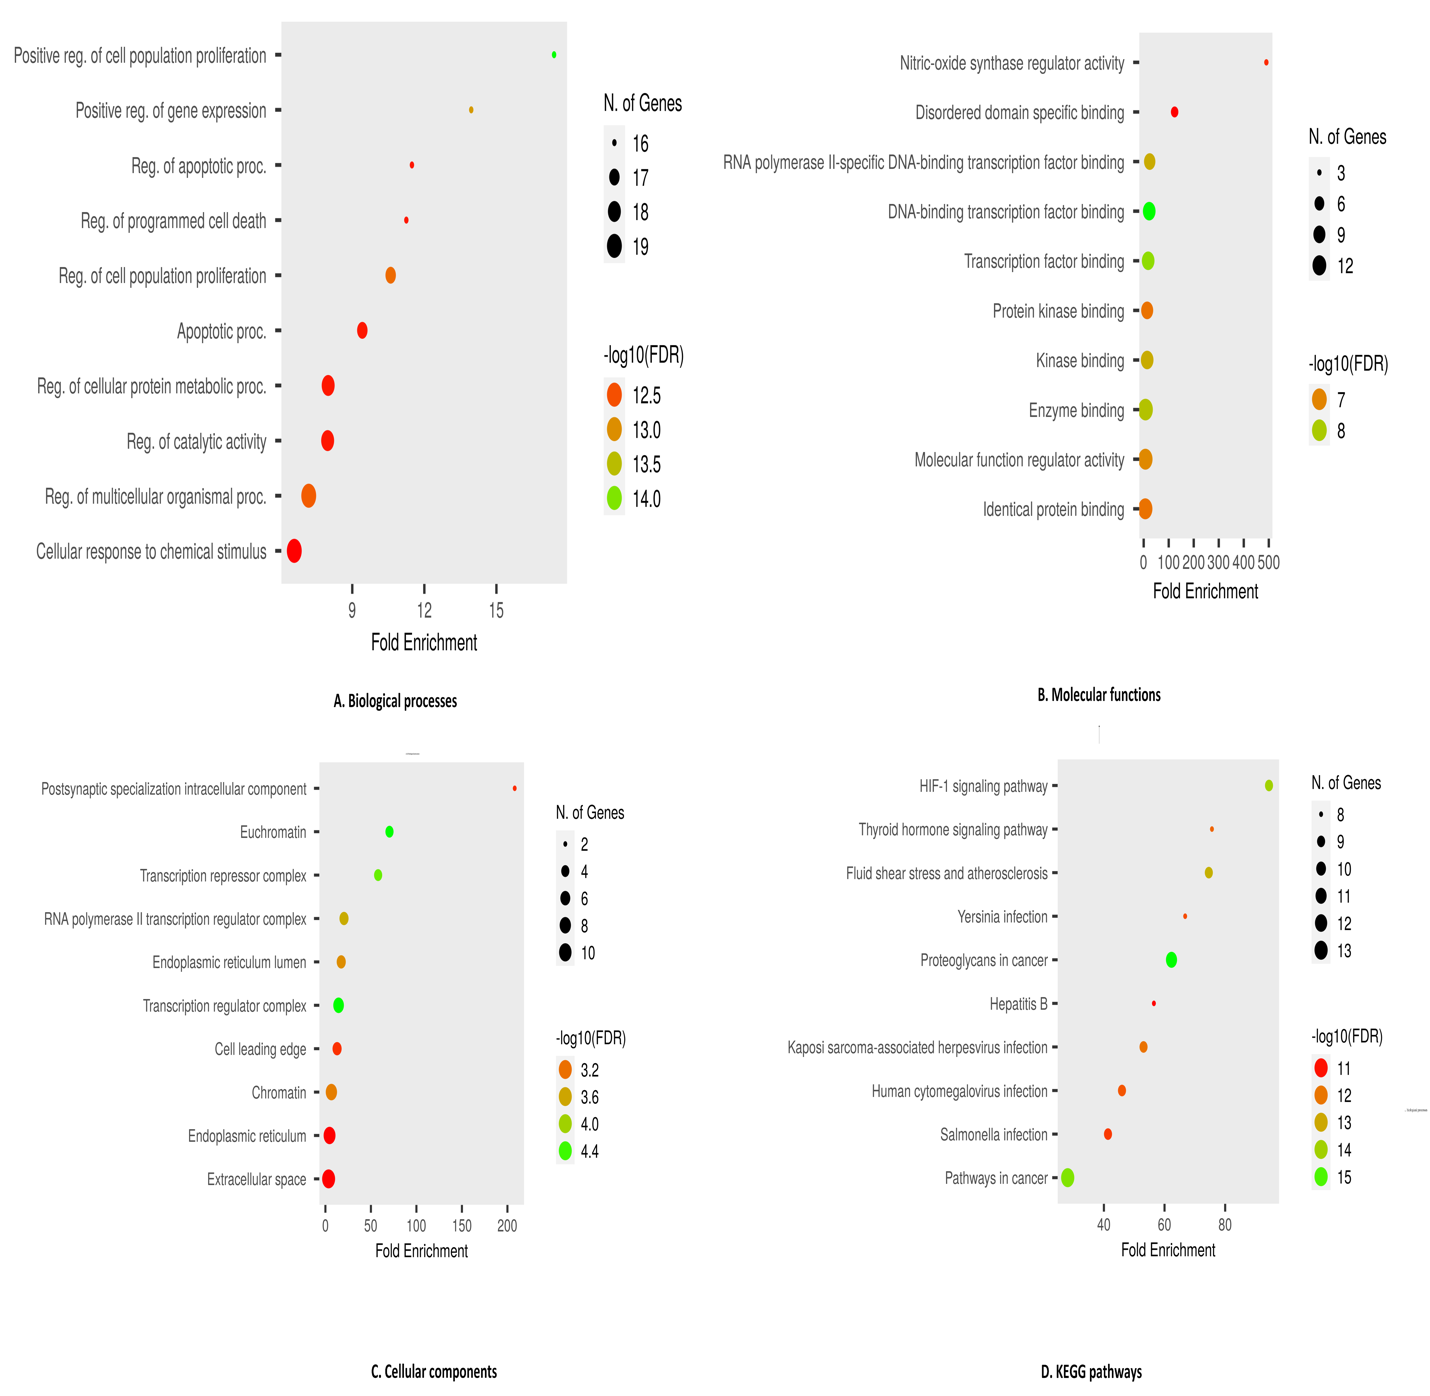 Positive reg. of cell population proliferation
Positive reg. of gene expression
Reg. of apoptotic proc.
Reg. of programmed cell death
Reg. of cell population proliferation
Apoptotic proc.
Reg. of cellular protein metabolic proc.
Reg. of catalytic activity
Reg. of multicellular organismal proc.
Cellular response to chemical stimulus
9 12 15
Fold Enrichment
N. of Genes
16
17
18
19
-log10(FDR)
12.5
13.0
13.5
14.0
A. Biological processes
Nitric-oxide synthase regulator activity
Disordered domain specific binding
RNA polymerase II-specific DNA-binding transcription factor binding
DNA-binding transcription factor binding
Transcription factor binding
Protein kinase binding
Kinase binding
Enzyme binding
Molecular function regulator activity
Identical protein binding
0 100 200 300 400 500
Fold Enrichment
N. of Genes
3
6
9
12
-log10(FDR)
7
8
B. Molecular functions
Postsynaptic specialization intracellular component
Euchromatin
Transcription repressor complex
RNA polymerase II transcription regulator complex
Endoplasmic reticulum lumen
Transcription regulator complex
Cell leading edge
Chromatin
Endoplasmic reticulum
Extracellular space
0 50 100 150 200
Fold Enrichment
N. of Genes
2
4
6
8
10
-log10(FDR)
3.2
3.6
4.0
4.4
C. Cellular components
HIF-1 signaling pathway
Thyroid hormone signaling pathway
Fluid shear stress and atherosclerosis
Yersinia infection
Proteoglycans in cancer
Hepatitis B
Kaposi sarcoma-associated herpesvirus infection
Human cytomegalovirus infection
Salmonella infection
Pathways in cancer
40 60 80
Fold Enrichment
N. of Genes
8
9
10
11
12
13
-log10(FDR)
11
12
13
14
15
D. KEGG pathways